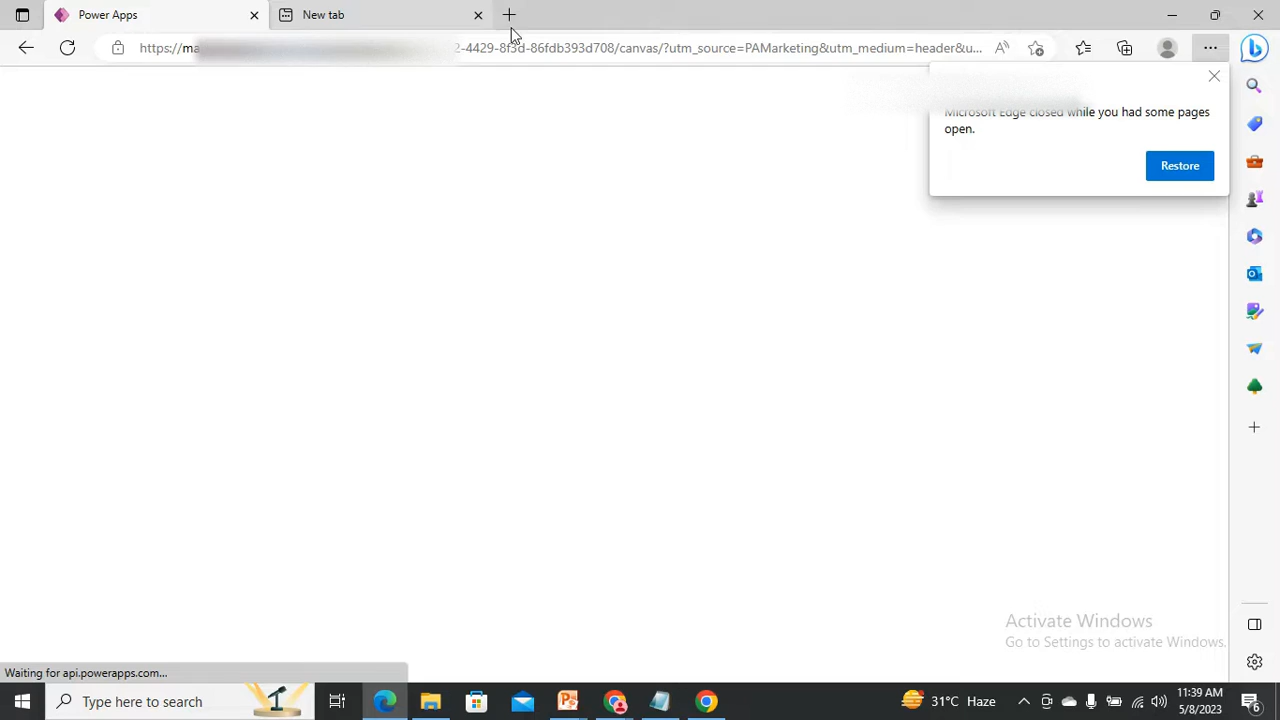 Power Apps
New tab
https://ma 2-4429-8f3d-86fdb393d708/canvas/?utm_source=PAMarketing&utm_medium=header&u...
Microsoft Edge closed while you had some pages
open.
Restore
Activate Windows
Go to Settings to activate Windows.
Waiting for api.powerapps.com...
Type here to search
31°C Haze
11:39 AM
5/8/2023
6